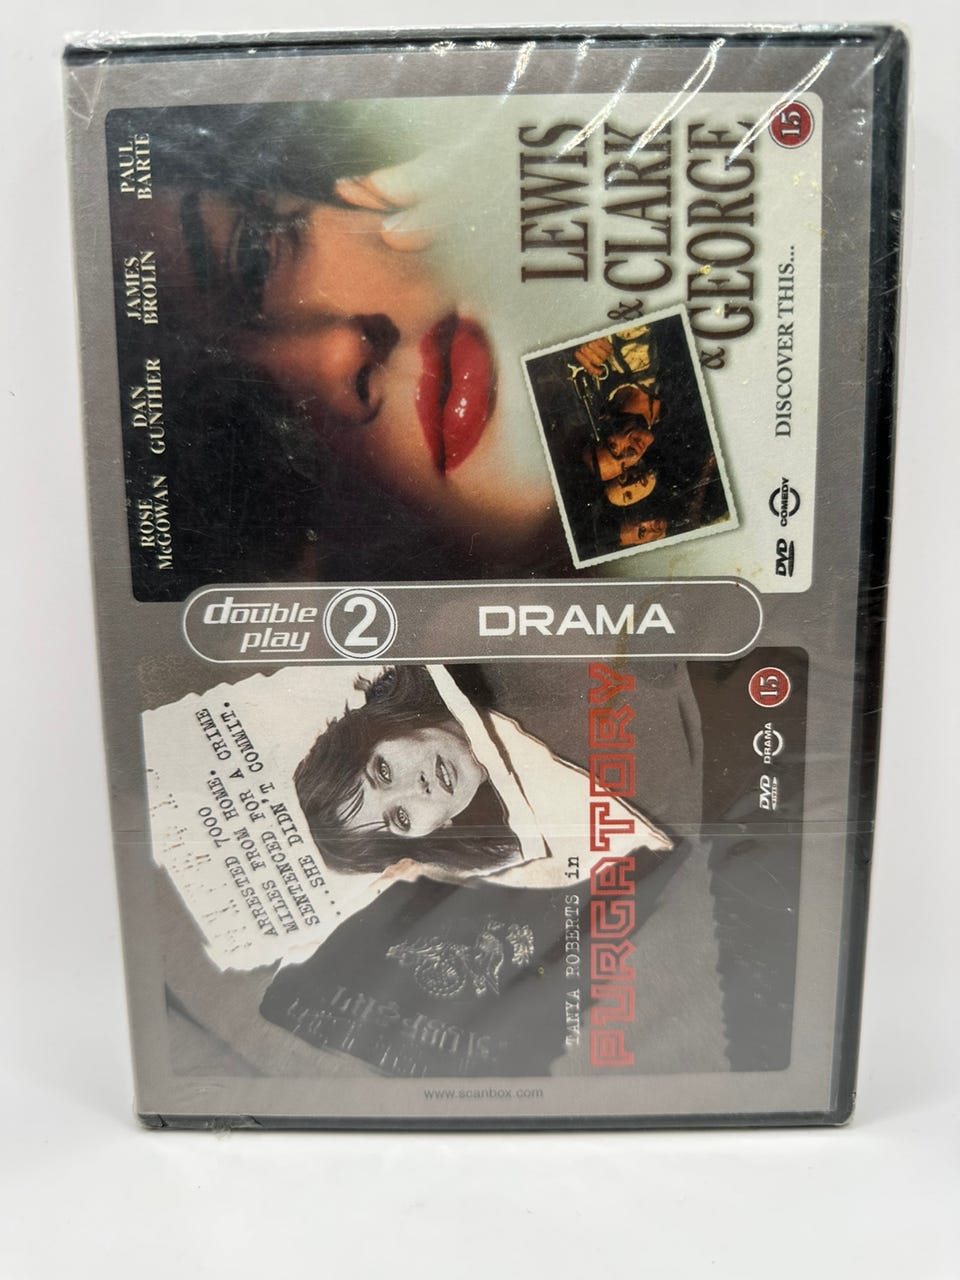 PAUL
BARTE
JAMES
BROLIN
DAN
GUNTHER
ROSE
McGOWAN
LEWIS
& CLARK
& GEORGE
DISCOVER THIS...
15
DVD
COMEDY
double
play
2
DRAMA
ARRESTED 7000
MILES FROM HOME.
SENTENCED FOR A CRIME
...SHE DIDN'T COMMIT.
TANYA ROBERTS in
PURGATORY
15
DVD
DRAMA
www.scanbox.com